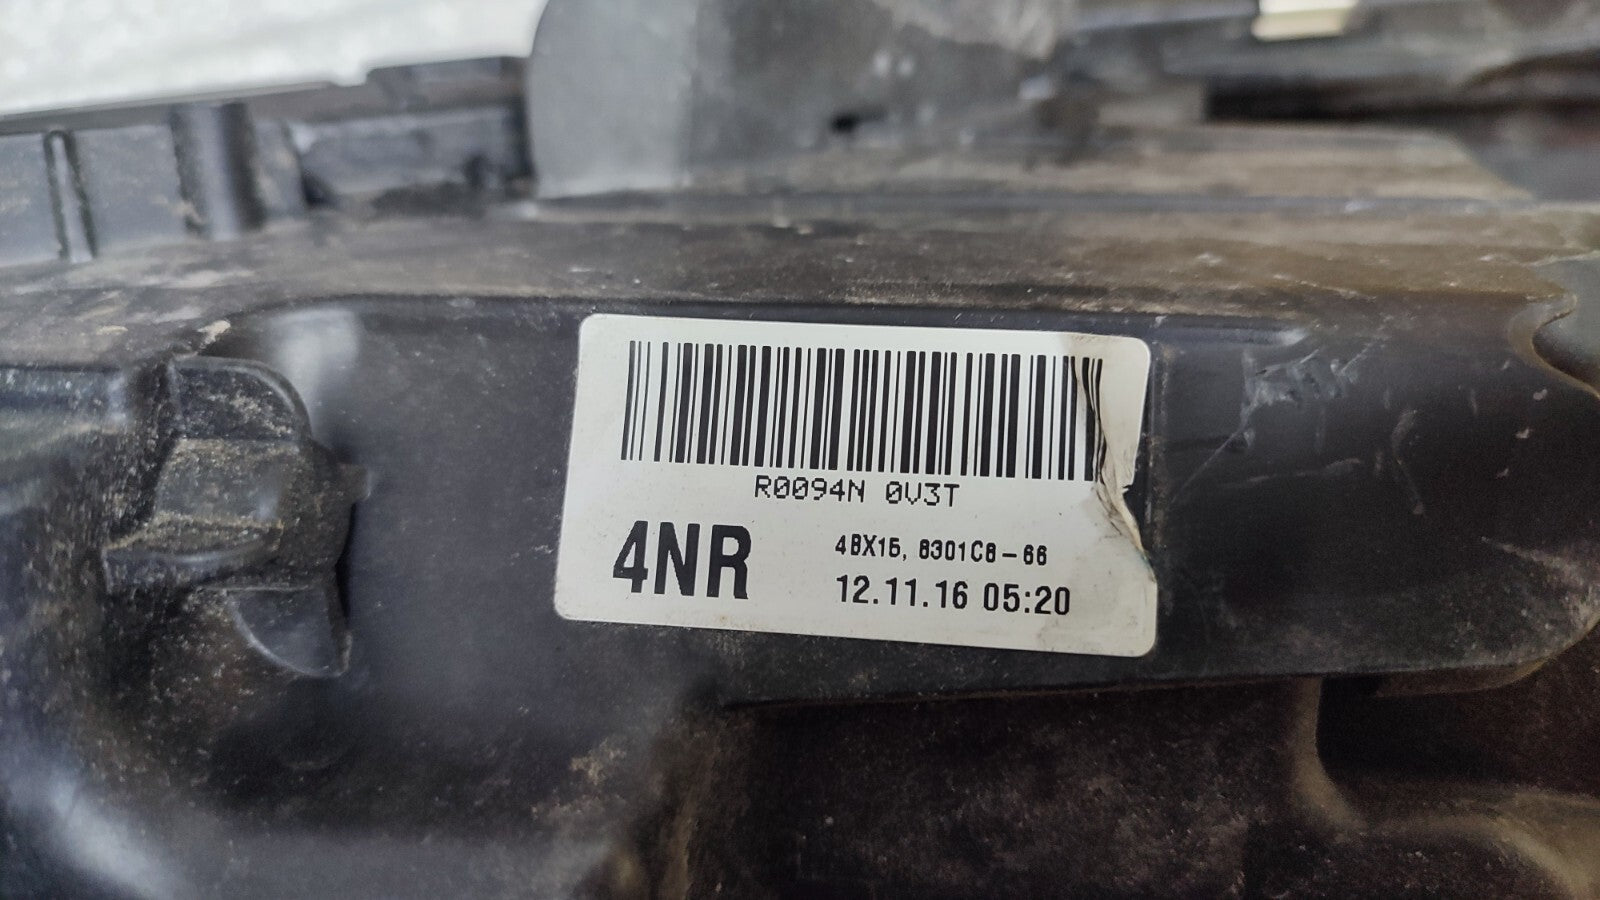 R0094N 0V3T
4NR
4BX15, 8301C8-66
12.11.16 05:20